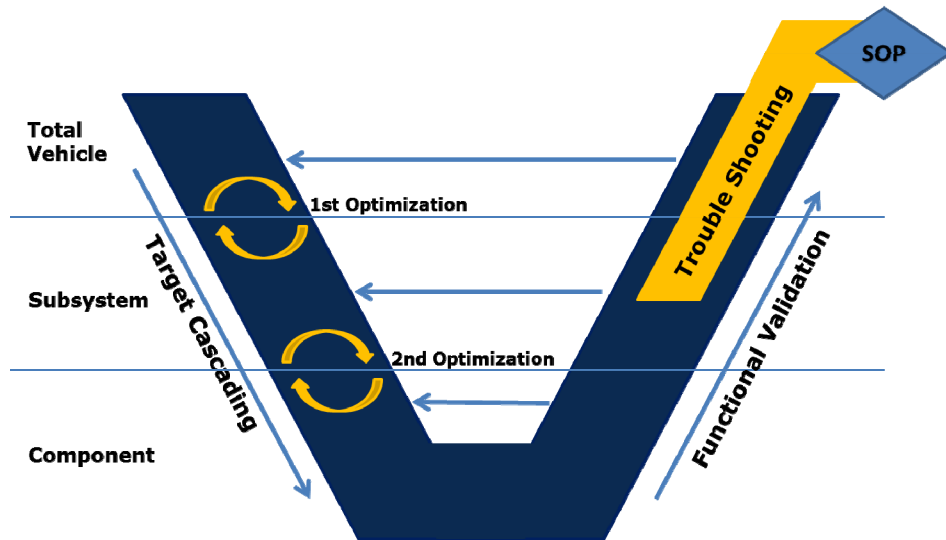 SOP
Total
Vehicle
Trouble Shooting
1st Optimization
Target Cascading
Subsystem
Functional Validation
2nd Optimization
Component